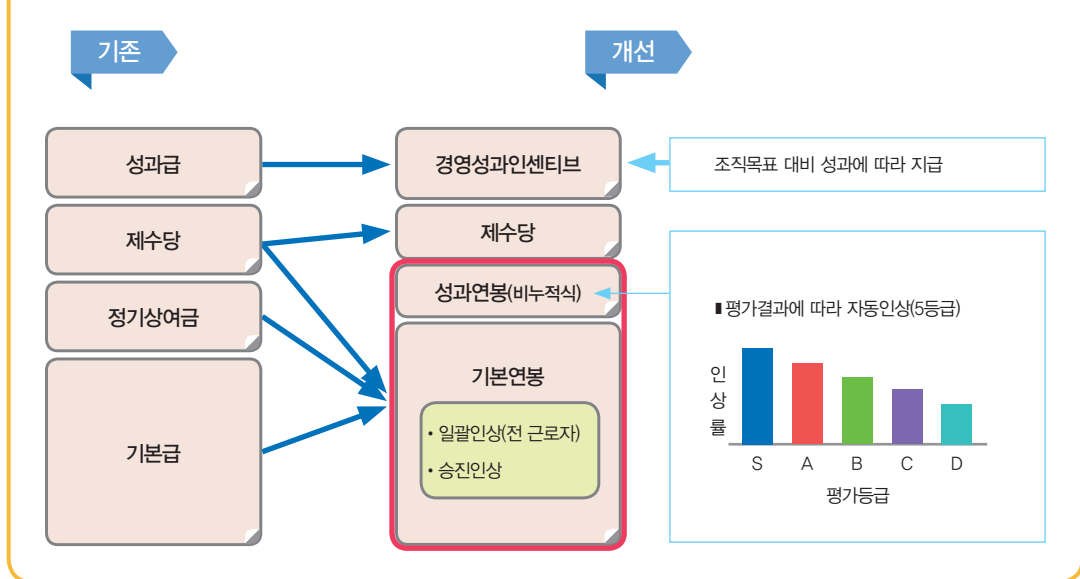 기존
개선
성과급
제수당
정기상여금
기본급
경영성과인센티브
제수당
성과연봉(비누적식)
기본연봉
· 일괄인상(전 근로자)
· 승진인상
조직목표 대비 성과에 따라 지급
▮평가결과에 따라 자동인상(5등급)
인
상
률
S A B C D
평가등급